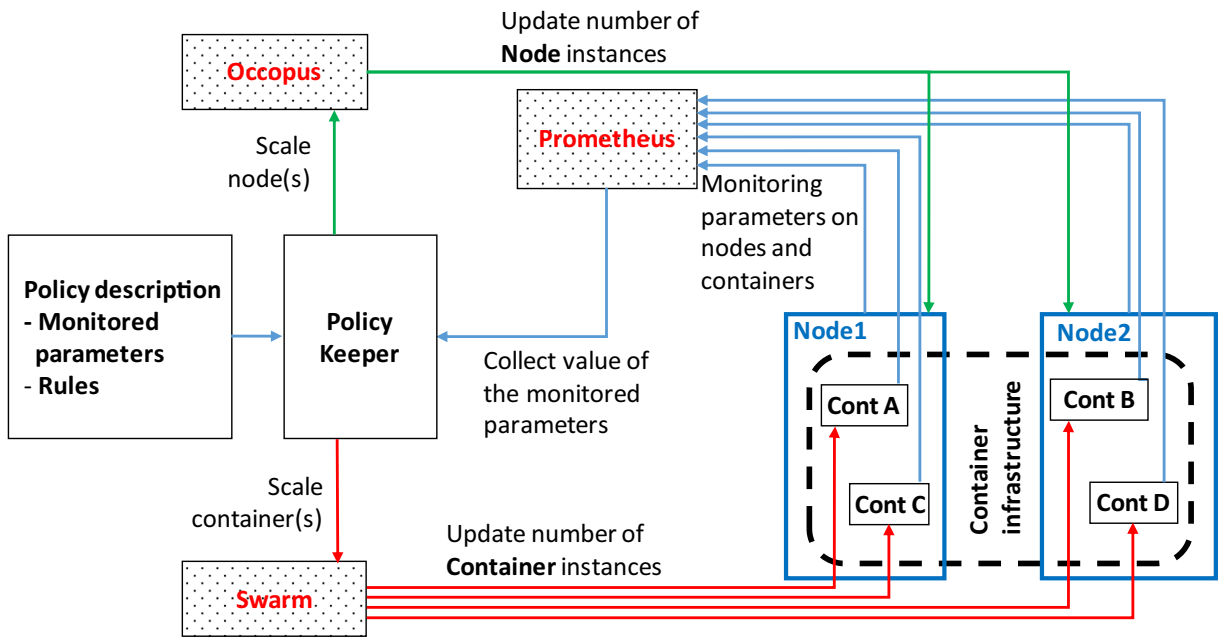 Update number of
Node instances
Occopus
Prometheus
Scale
node(s)
Monitoring
parameters on
nodes and
containers
Policy description
- Monitored
parameters
- Rules
Policy
Keeper
Collect value of
the monitored
parameters
Node1
Node2
Cont A
Cont B
Cont C
Cont D
Container
infrastructure
Scale
container(s)
Update number of
Container instances
Swarm